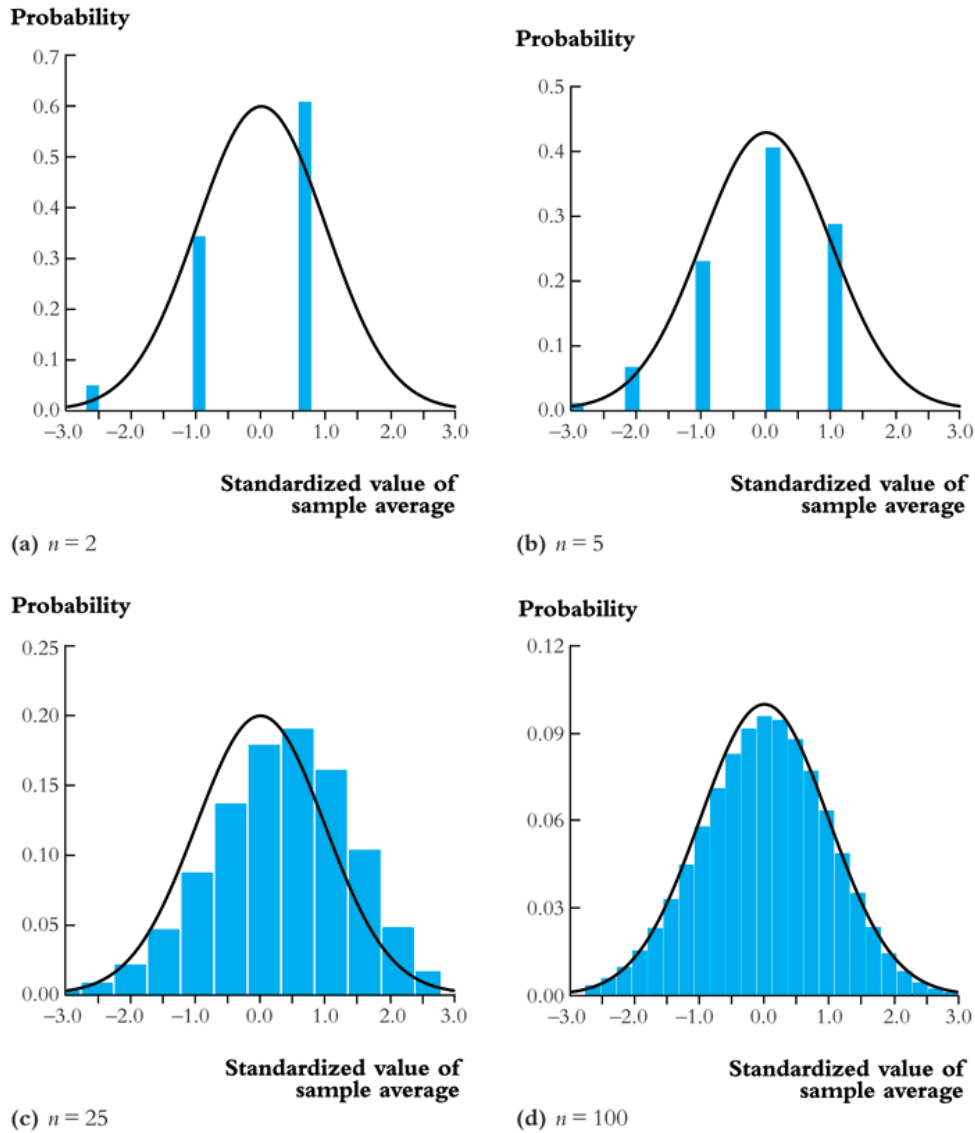 Probability
0.7
0.6
0.5
0.4
0.3
0.2
0.1
0.0
−3.0 −2.0 −1.0 0.0 1.0 2.0 3.0
Standardized value of
sample average
(a) n = 2
Probability
0.5
0.4
0.3
0.2
0.1
0.0
−3.0 −2.0 −1.0 0.0 1.0 2.0 3.0
Standardized value of
sample average
(b) n = 5
Probability
0.25
0.20
0.15
0.10
0.05
0.00
−3.0 −2.0 −1.0 0.0 1.0 2.0 3.0
Standardized value of
sample average
(c) n = 25
Probability
0.12
0.09
0.06
0.03
0.00
−3.0 −2.0 −1.0 0.0 1.0 2.0 3.0
Standardized value of
sample average
(d) n = 100